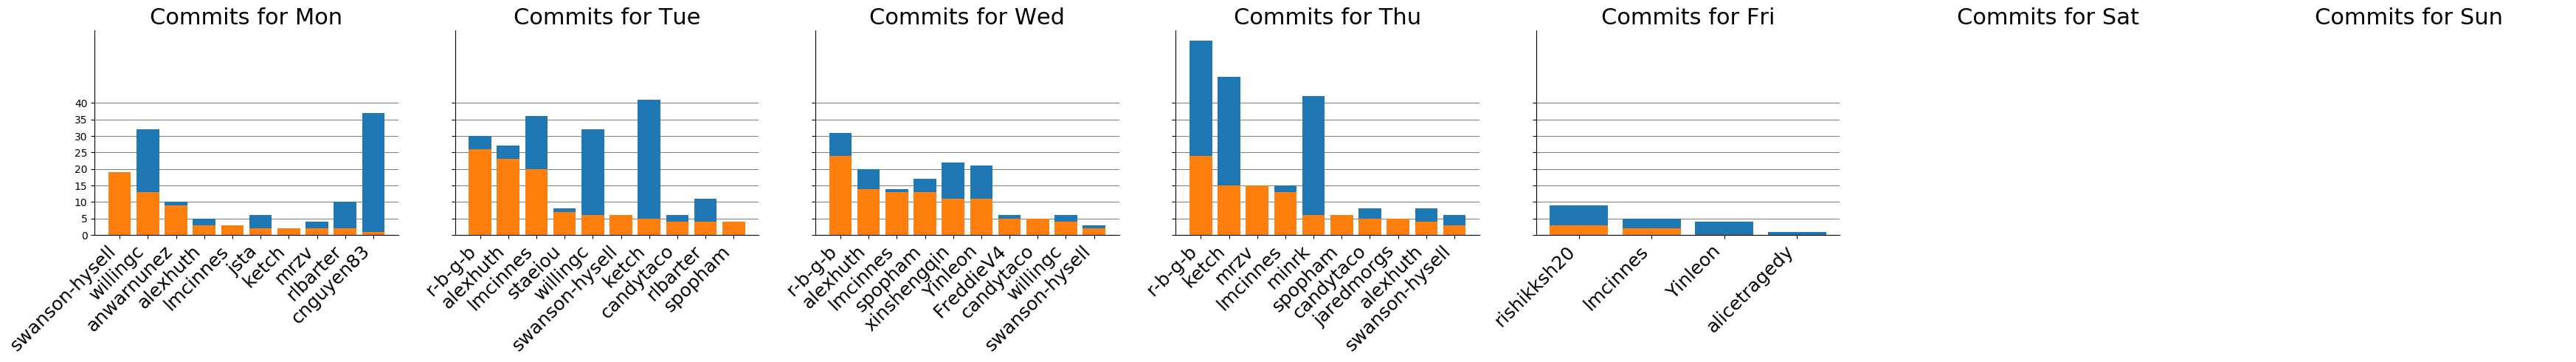 Commits for Mon
Commits for Tue
Commits for Wed
Commits for Thu
Commits for Fri
Commits for Sat
Commits for Sun
40
35
30
25
20
15
10
5
0
swanson-hysell
willingc
anwarnunez
alexhuth
lmcinnes
jsta
ketch
mrzv
rlbarter
cnguyen83
r-b-g-b
alexhuth
lmcinnes
staeiou
willingc
swanson-hysell
ketch
candytaco
rlbarter
spopham
r-b-g-b
alexhuth
lmcinnes
spopham
xinshengqin
Yinleon
FreddieV4
candytaco
willingc
swanson-hysell
r-b-g-b
ketch
mrzv
lmcinnes
minrk
spopham
candytaco
jaredmorgs
alexhuth
swanson-hysell
rishikksh20
lmcinnes
Yinleon
alicetragedy